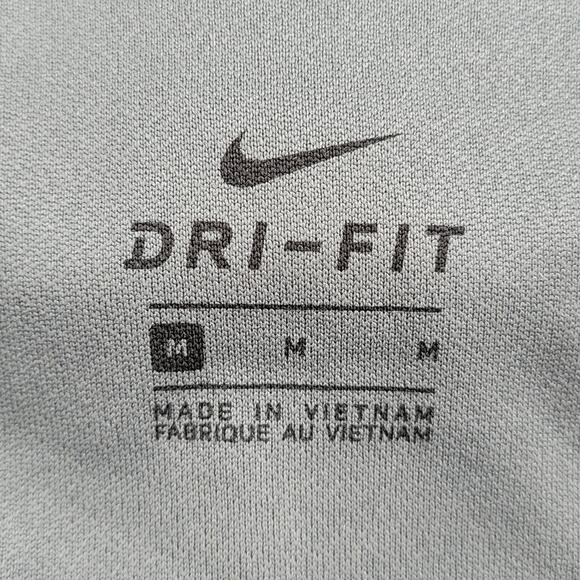 DRI-FIT
M M M
MADE IN VIETNAM
FABRIQUE AU VIETNAM